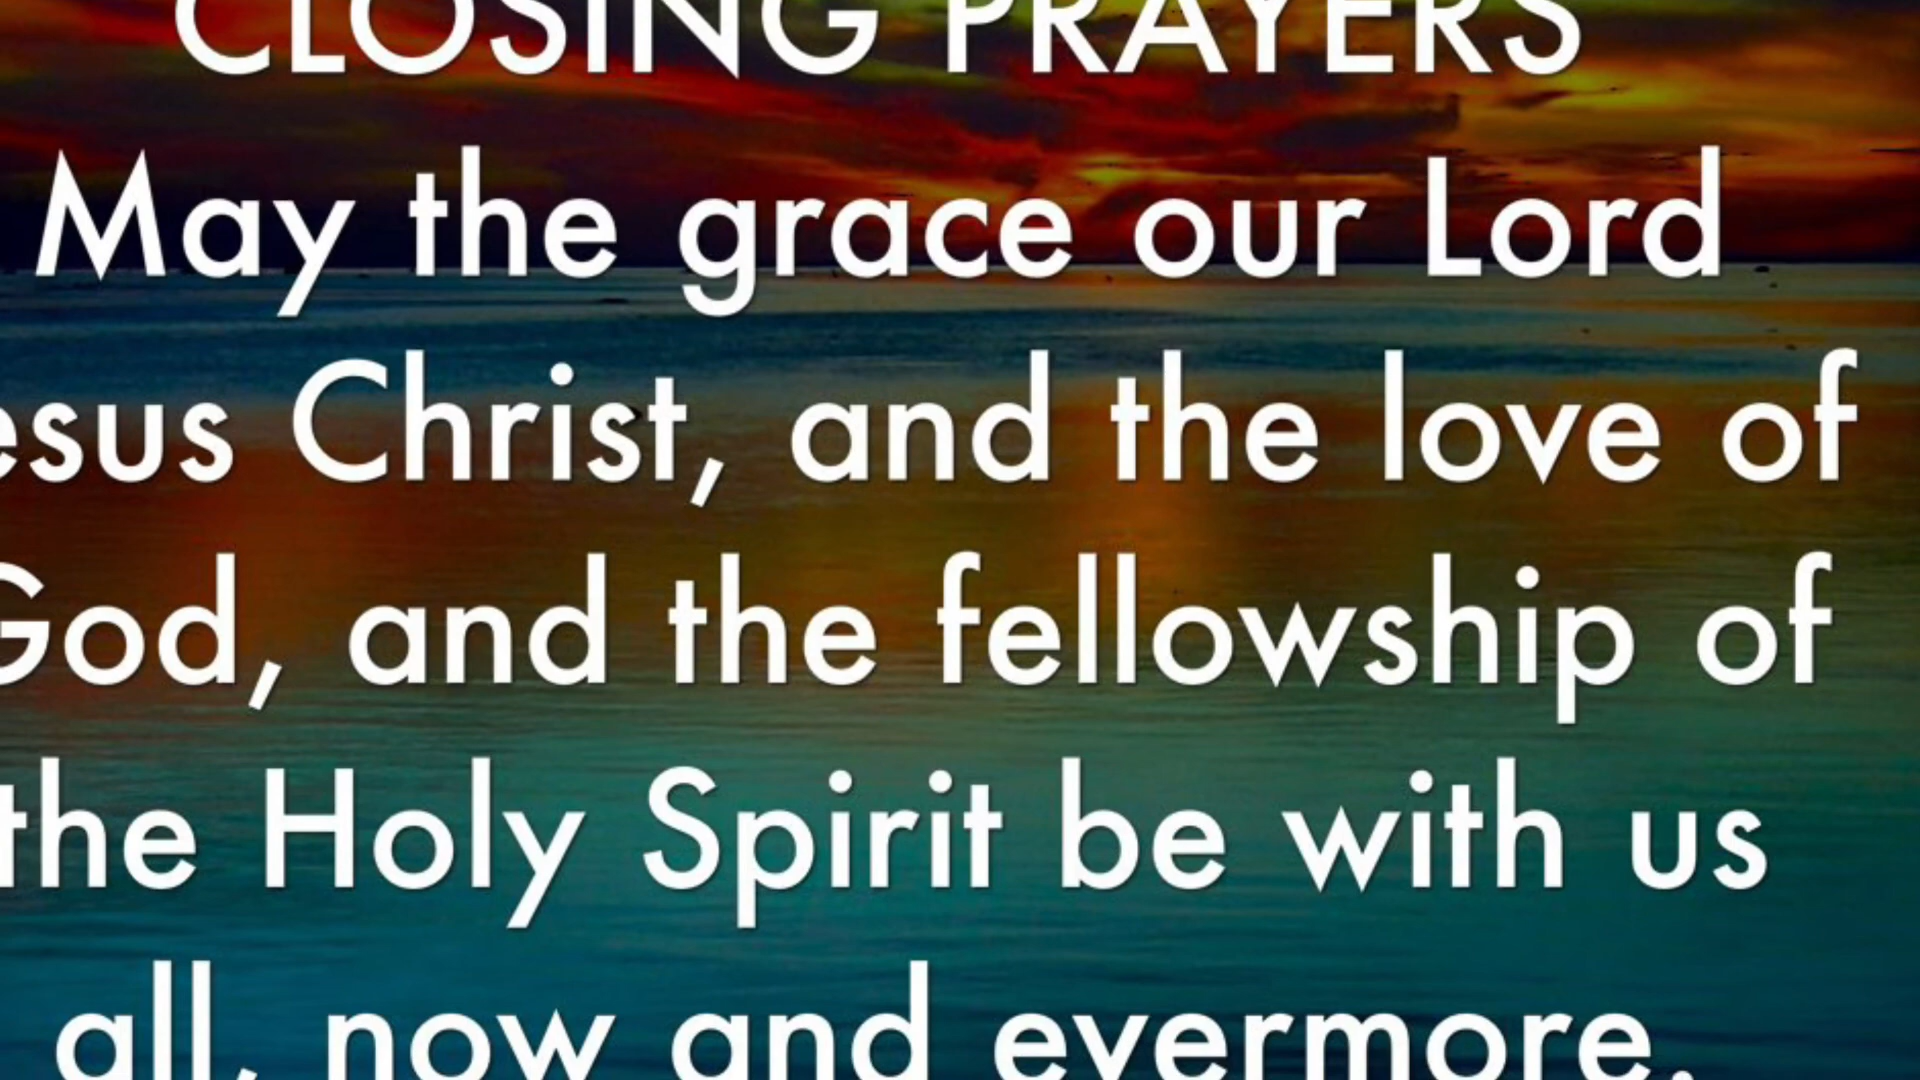 CLOSING PRAYERS
May the grace our Lord
esus Christ, and the love of
God, and the fellowship of
the Holy Spirit be with us
all, now and evermore.